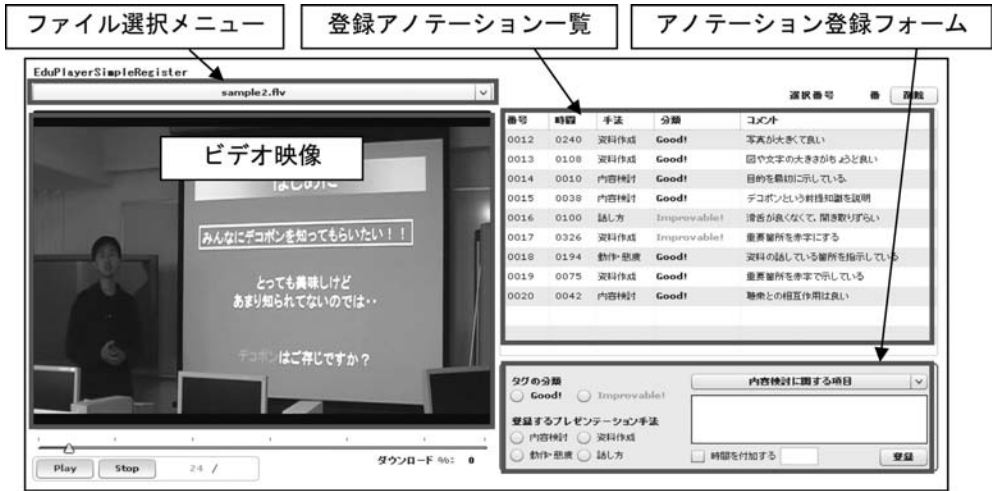 ファイル選択メニュー
登録アノテーション一覧
アノテーション登録フォーム
EduPlayerSimpleRegister
sample2.flv
選択番号 番 削除
ビデオ映像
はじめに
みんなにデコポンを知ってもらいたい！！
とっても美味しけど
あまり知られてないのでは・・
デコポンはご存じですか？
番号 時間 手法 分類 コメント
0012 0240 資料作成 Good! 写真が大きくて良い
0013 0108 資料作成 Good! 図や文字の大きさがちょうど良い
0014 0010 内容検討 Good! 目的を最初に示している。
0015 0038 内容検討 Good! デコポンという前提知識を説明
0016 0100 話し方 Improvable! 滑舌が良くなくて，聞き取りずらい
0017 0326 資料作成 Improvable! 重要箇所を赤字にする
0018 0194 動作・態度 Good! 資料の話している箇所を指示している
0019 0075 資料作成 Good! 重要箇所を赤字で示している
0020 0042 内容検討 Good! 聴衆との相互作用は良い
タグの分類
Good! Improvable!
登録するプレゼンテーション手法
内容検討 資料作成
動作・態度 話し方
内容検討に関する項目
時間を付加する
登録
Play Stop 24 /
ダウンロード %: 0